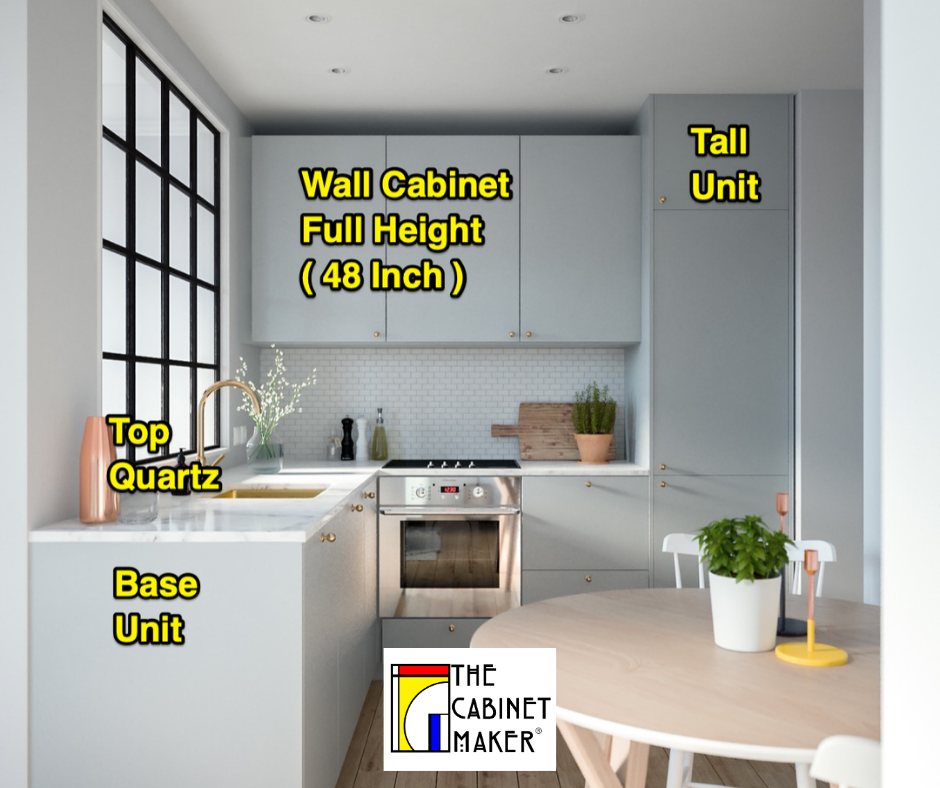 Tall
Unit
Wall Cabinet
Full Height
( 48 Inch )
Top
Quartz
Base
Unit
THE
CABINET
MAKER®